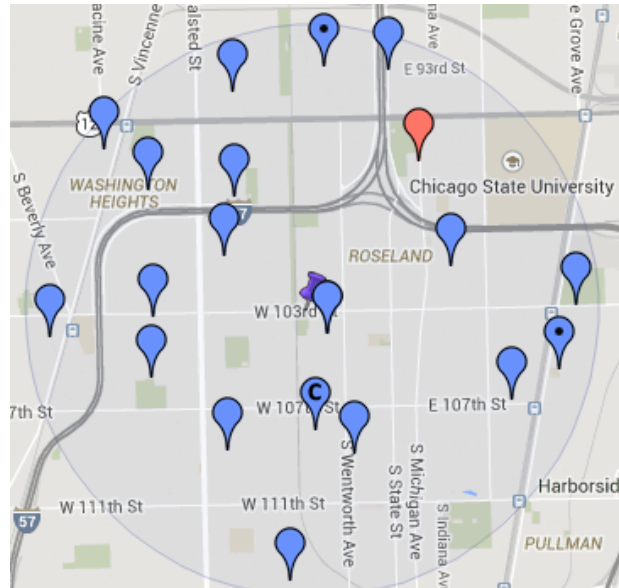 acine Ave
S Vincenne
alsted St
na Ave
e Grove Ave
E 93rd St
12
WASHINGTON
HEIGHTS
Chicago State University
S Beverly Ave
7
ROSELAND
W 103rd St
C
7th St
W 107th St
E 107th St
S Wentworth Ave
S State St
S Michigan Ave
S Indiana Av
W 111th St
W 111th St
Harborsid
57
PULLMAN